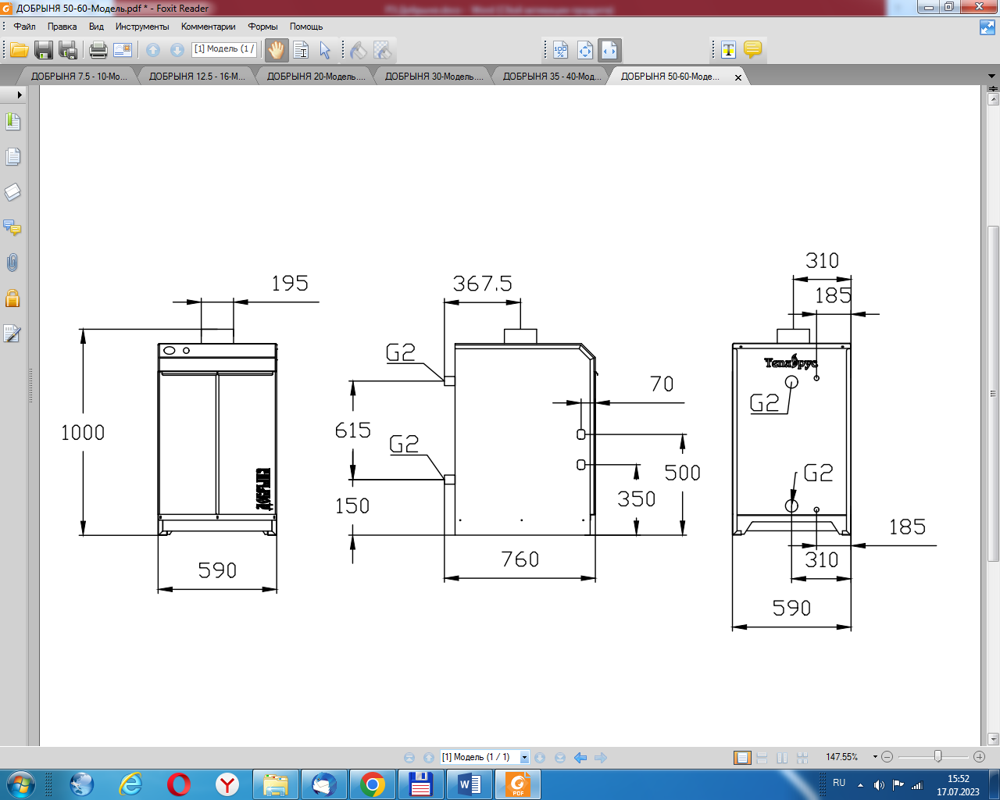 ДОБРЫНЯ 50-60-Модель.pdf * - Foxit Reader
Файл Правка Вид Инструменты Комментарии Формы Помощь
[1] Модель (1 /
ДОБРЫНЯ 7.5 - 10-Мо... ДОБРЫНЯ 12.5 - 16-М... ДОБРЫНЯ 20-Модель.... ДОБРЫНЯ 30-Модель.... ДОБРЫНЯ 35 - 40-Мод... ДОБРЫНЯ 50-60-Моде...
310
195
367.5
185
G2
Теплорус
70
G2
1000
615
G2
500
G2
ДОБРЫНЯ
350
150
185
760
310
590
590
[1] Модель (1 / 1)
147.55%
RU
15:52
17.07.2023